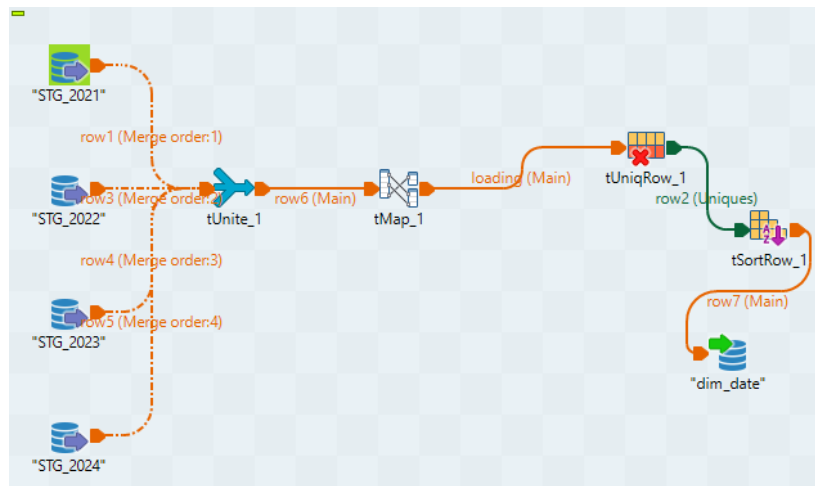 "STG_2021"
row1 (Merge order:1)
"STG_2022"
row3 (Merge order:2)
tUnite_1
row6 (Main)
tMap_1
loading (Main)
tUniqRow_1
row2 (Uniques)
tSortRow_1
row4 (Merge order:3)
"STG_2023"
row5 (Merge order:4)
row7 (Main)
"dim_date"
"STG_2024"